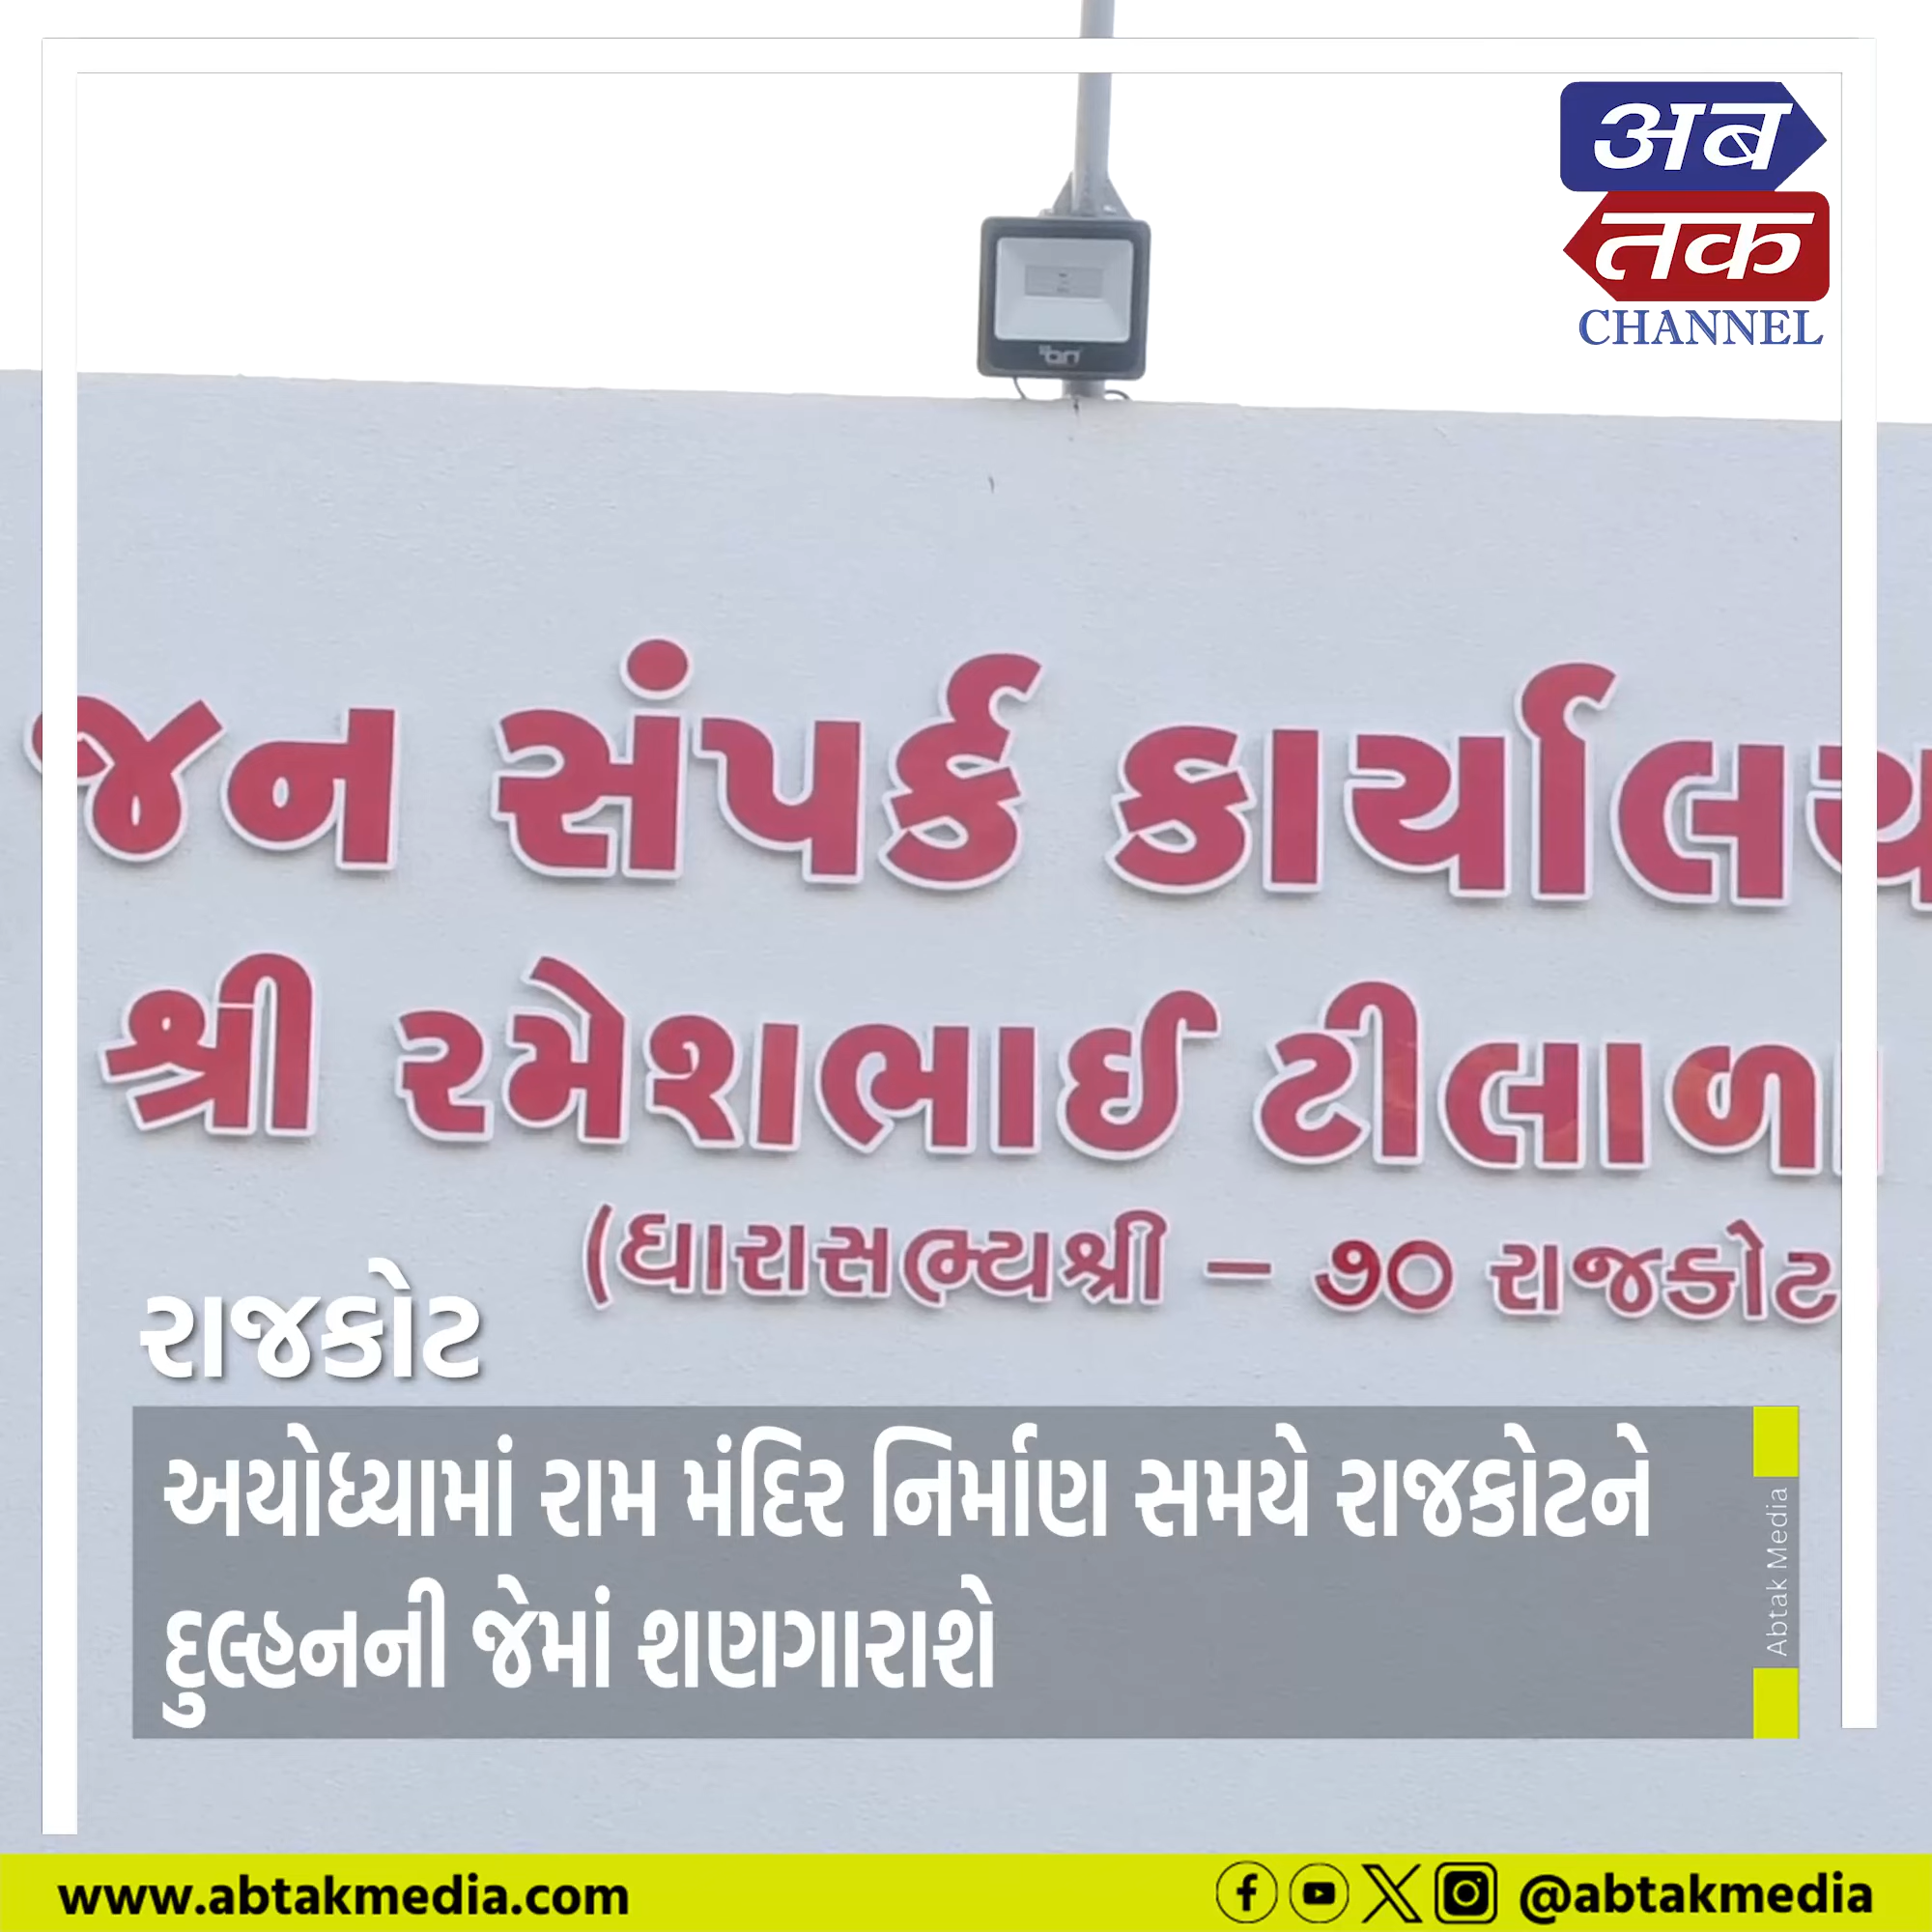 अब
तक
CHANNEL
જન સંપર્ક કાર્યાલય
શ્રી રમેશભાઈ ટીલાળા
(ધારાસભ્યશ્રી – ૭૦ રાજકોટ)
રાજકોટ
અયોધ્યામાં રામ મંદિર નિર્માણ સમયે રાજકોટને
દુલ્હનની જેમાં શણગારાશે
Abtak Media
www.abtakmedia.com
@abtakmedia